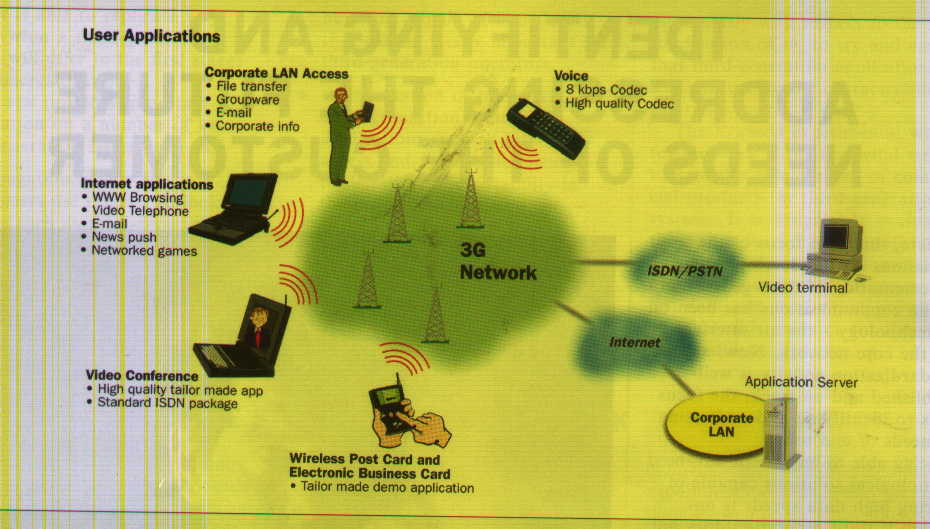 User Applications
Corporate LAN Access
• File transfer
• Groupware
• E-mail
• Corporate info
Voice
• 8 kbps Codec
• High quality Codec
Internet applications
• WWW Browsing
• Video Telephone
• E-mail
• News push
• Networked games
3G
Network
ISDN/PSTN
Video terminal
Internet
Video Conference
• High quality tailor made app
• Standard ISDN package
Application Server
Corporate
LAN
Wireless Post Card and
Electronic Business Card
• Tailor made demo application
IDENTIFYING AND
ADDRESSING THE FUTURE
NEEDS OF THE CUSTOMER